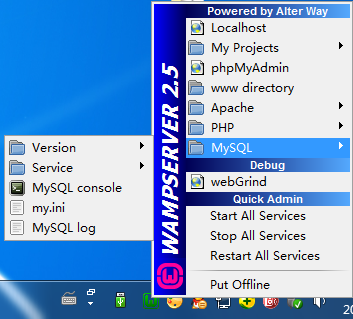 Powered by Alter Way
Localhost
My Projects
phpMyAdmin
www directory
Apache
PHP
MySQL
Debug
webGrind
Quick Admin
Start All Services
Stop All Services
Restart All Services
Put Offline
WAMPSERVER 2.5
Version
Service
MySQL console
my.ini
MySQL log